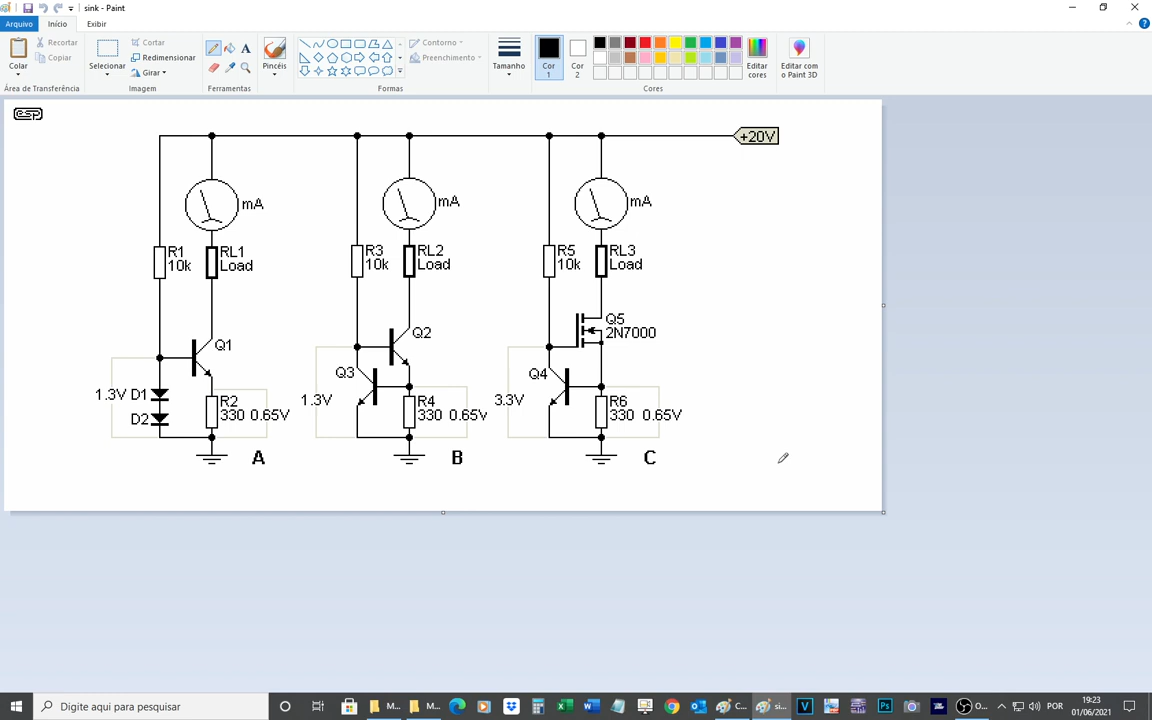 sink - Paint
Arquivo Início Exibir
Colar
Recortar
Copiar
Área de Transferência
Selecionar
Cortar
Redimensionar
Girar
Imagem
A
Ferramentas
Pincéis
Contorno
Preenchimento
Formas
Tamanho
Cor 1
Cor 2
Cores
Editar cores
Editar com o Paint 3D
ESP
+20V
mA mA mA
R1 10k
RL1 Load
R3 10k
RL2 Load
R5 10k
RL3 Load
Q1
Q2
Q5 2N7000
Q3
Q4
1.3V D1
D2
R2
330 0.65V
1.3V
R4
330 0.65V
3.3V
R6
330 0.65V
A B C
Digite aqui para pesquisar
M...
M...
C...
si...
O...
POR
19:23
01/06/2021